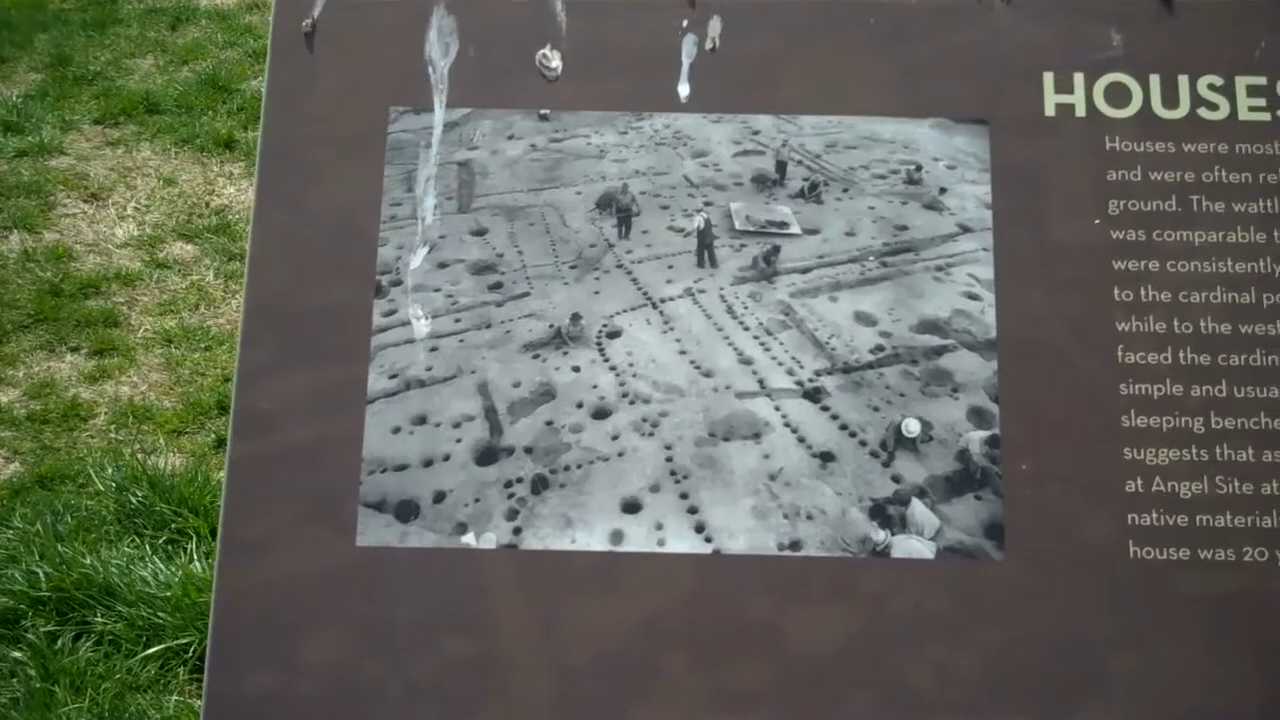 HOUSES
Houses were most
and were often re
ground. The wattl
was comparable t
were consistently
to the cardinal po
while to the west
faced the cardin
simple and usua
sleeping benche
suggests that as
at Angel Site at
native material
house was 20 y